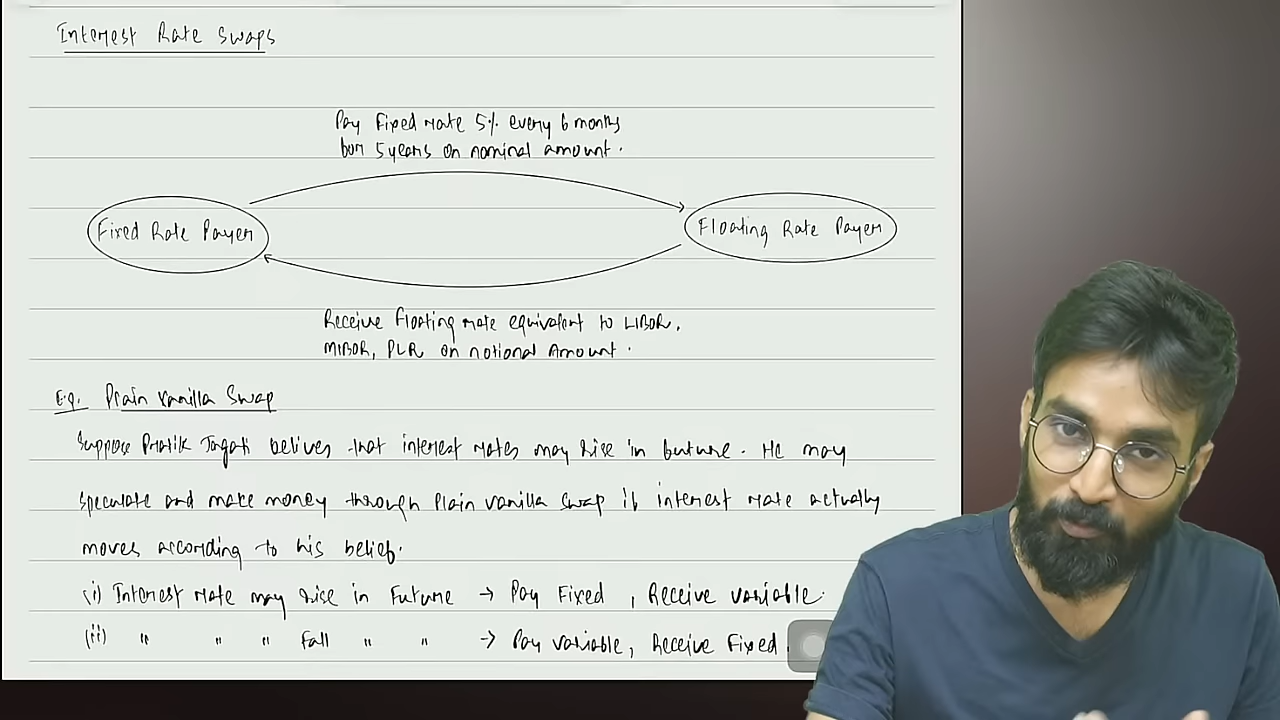 Interest Rate Swaps
Pay Fixed rate 5% every 6 months
for 5 years on nominal amount.
Fixed Rate Payer
Floating Rate Payer
Receive floating rate equivalent to LIBOR,
MIBOR, PLR on notional Amount.
E.g. Plain Vanilla Swap
Suppose Pratik Jagati belives that interest rates may Rise in future. He may
speculate and make money through Plain vanilla swap if interest rate actually
moves according to his belief.
(i) Interest rate may rise in Future → Pay Fixed, Receive variable.
(ii) " " " Fall " " → Pay variable, Receive Fixed.